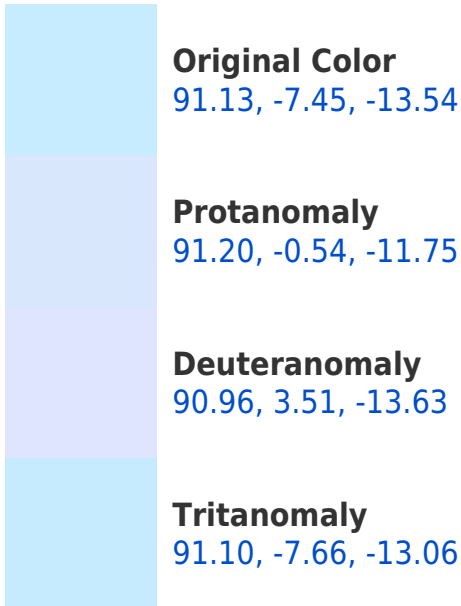 Original Color
91.13, -7.45, -13.54
Protanomaly
91.20, -0.54, -11.75
Deuteranomaly
90.96, 3.51, -13.63
Tritanomaly
91.10, -7.66, -13.06